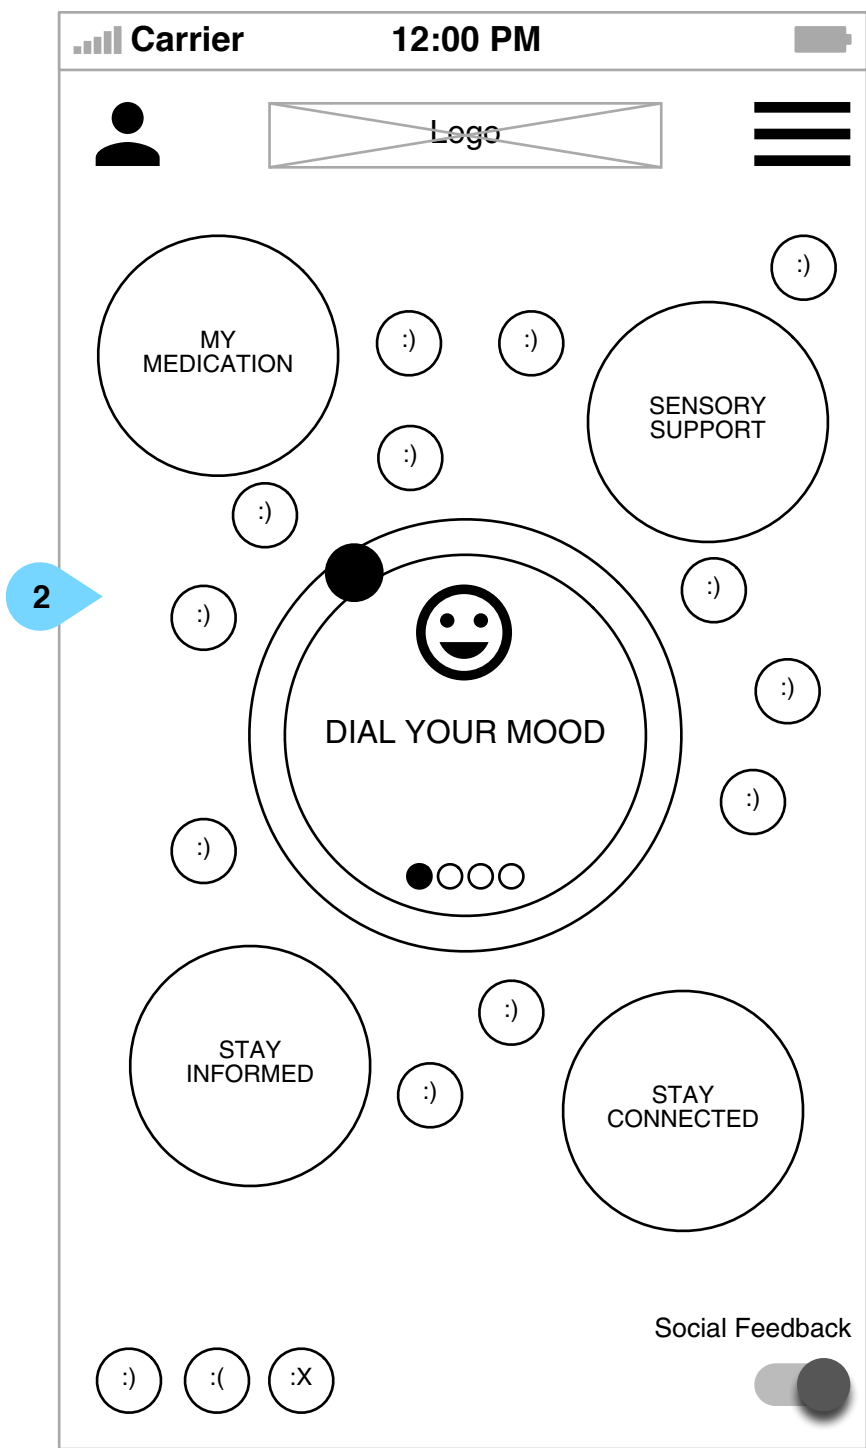 Carrier 12:00 PM
Logo
:)
MY
MEDICATION
:) :)
SENSORY
SUPPORT
:)
:)
:)
2
:)
:)
DIAL YOUR MOOD
:)
:)
:)
STAY
INFORMED
:)
STAY
CONNECTED
Social Feedback
:) :( :X